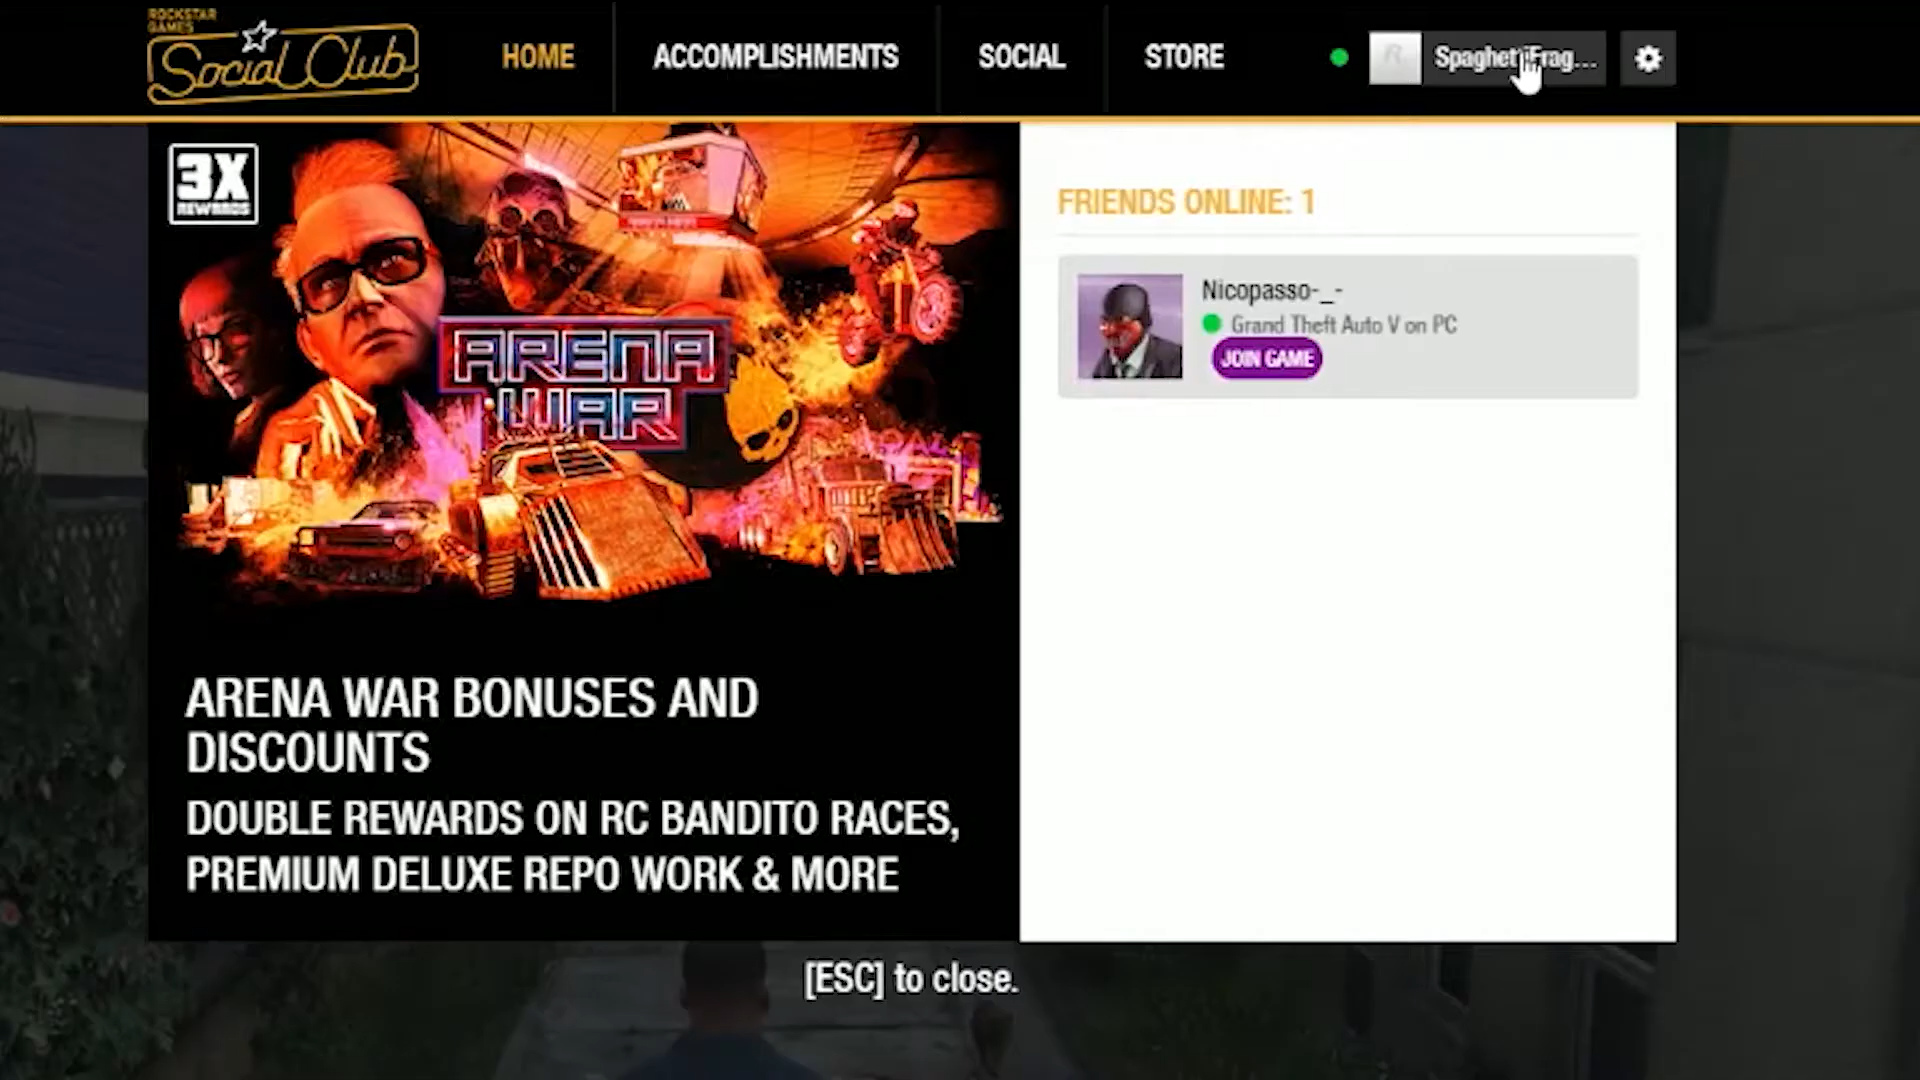 ROCKSTAR
GAMES
Social Club
HOME
ACCOMPLISHMENTS
SOCIAL
STORE
3X
REWARDS
ARENA
WAR
FRIENDS ONLINE: 1
Nicopasso-_-
Grand Theft Auto V on PC
JOIN GAME
ARENA WAR BONUSES AND
DISCOUNTS
DOUBLE REWARDS ON RC BANDITO RACES,
PREMIUM DELUXE REPO WORK & MORE
[ESC] to close.